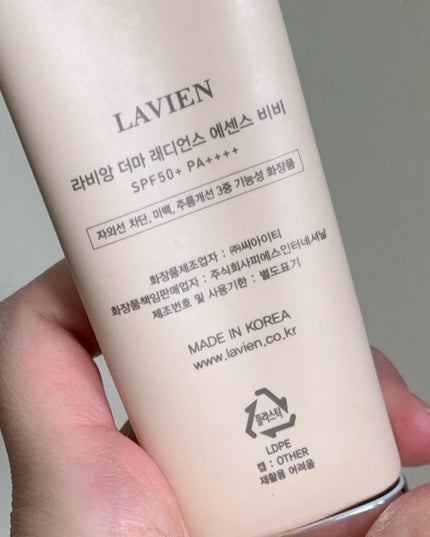 LAVIEN
라비앙 더마 래디언스 에센스 비비
SPF50+ PA++++
자외선 차단, 미백, 주름개선 3중 기능성 화장품
화장품제조업자 : ㈜씨아이티
화장품책임판매업자 : 주식회사피에스인터네셔날
제조번호 및 사용기한 : 별도표기
MADE IN KOREA
www.lavien.co.kr
플라스틱
LDPE
캡 : OTHER
재활용 어려움